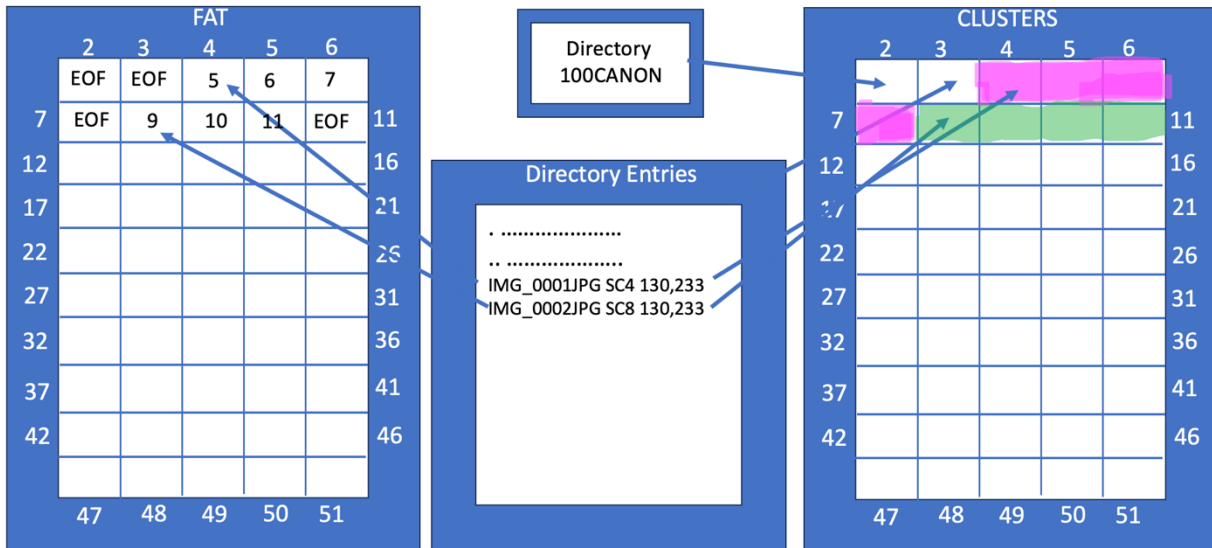 FAT
2 3 4 5 6
EOF EOF 5 6 7
7 EOF 9 10 11 EOF 11
12 16
17 21
22 26
27 31
32 36
37 41
42 46
47 48 49 50 51
Directory
100CANON
Directory Entries
. .....................
.. .....................
IMG_0001JPG SC4 130,233
IMG_0002JPG SC8 130,233
CLUSTERS
2 3 4 5 6
7 11
12 16
17 21
22 26
27 31
32 36
37 41
42 46
47 48 49 50 51